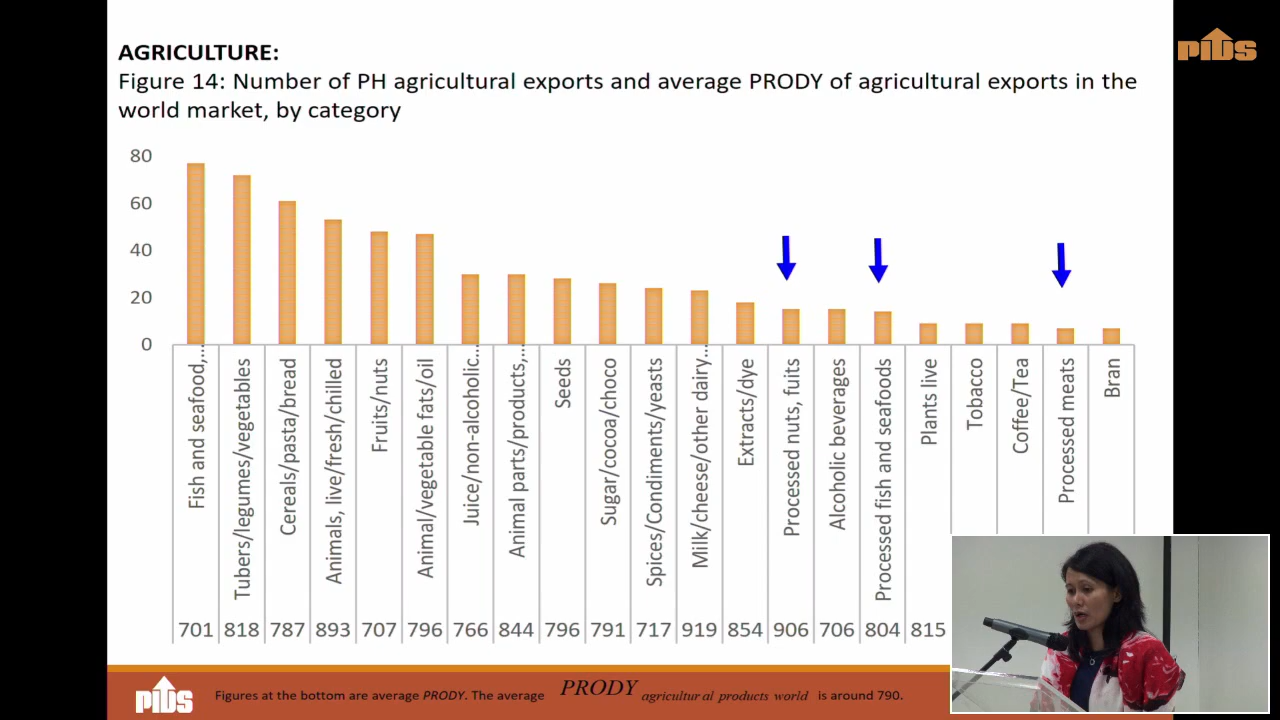 PIDS
AGRICULTURE:
Figure 14: Number of PH agricultural exports and average PRODY of agricultural exports in the
world market, by category
80
60
40
20
0
Fish and seafood,...
Tubers/legumes/vegetables
Cereals/pasta/bread
Animals, live/fresh/chilled
Fruits/nuts
Animal/vegetable fats/oil
Juice/non-alcoholic...
Animal parts/products,...
Seeds
Sugar/cocoa/choco
Spices/Condiments/yeasts
Milk/cheese/other dairy...
Extracts/dye
Processed nuts, fuits
Alcoholic beverages
Processed fish and seafoods
Plants live
Tobacco
Coffee/Tea
Processed meats
Bran
701 818 787 893 707 796 766 844 796 791 717 919 854 906 706 804 815
PIDS
Figures at the bottom are average PRODY. The average PRODY agricultural products world is around 790.